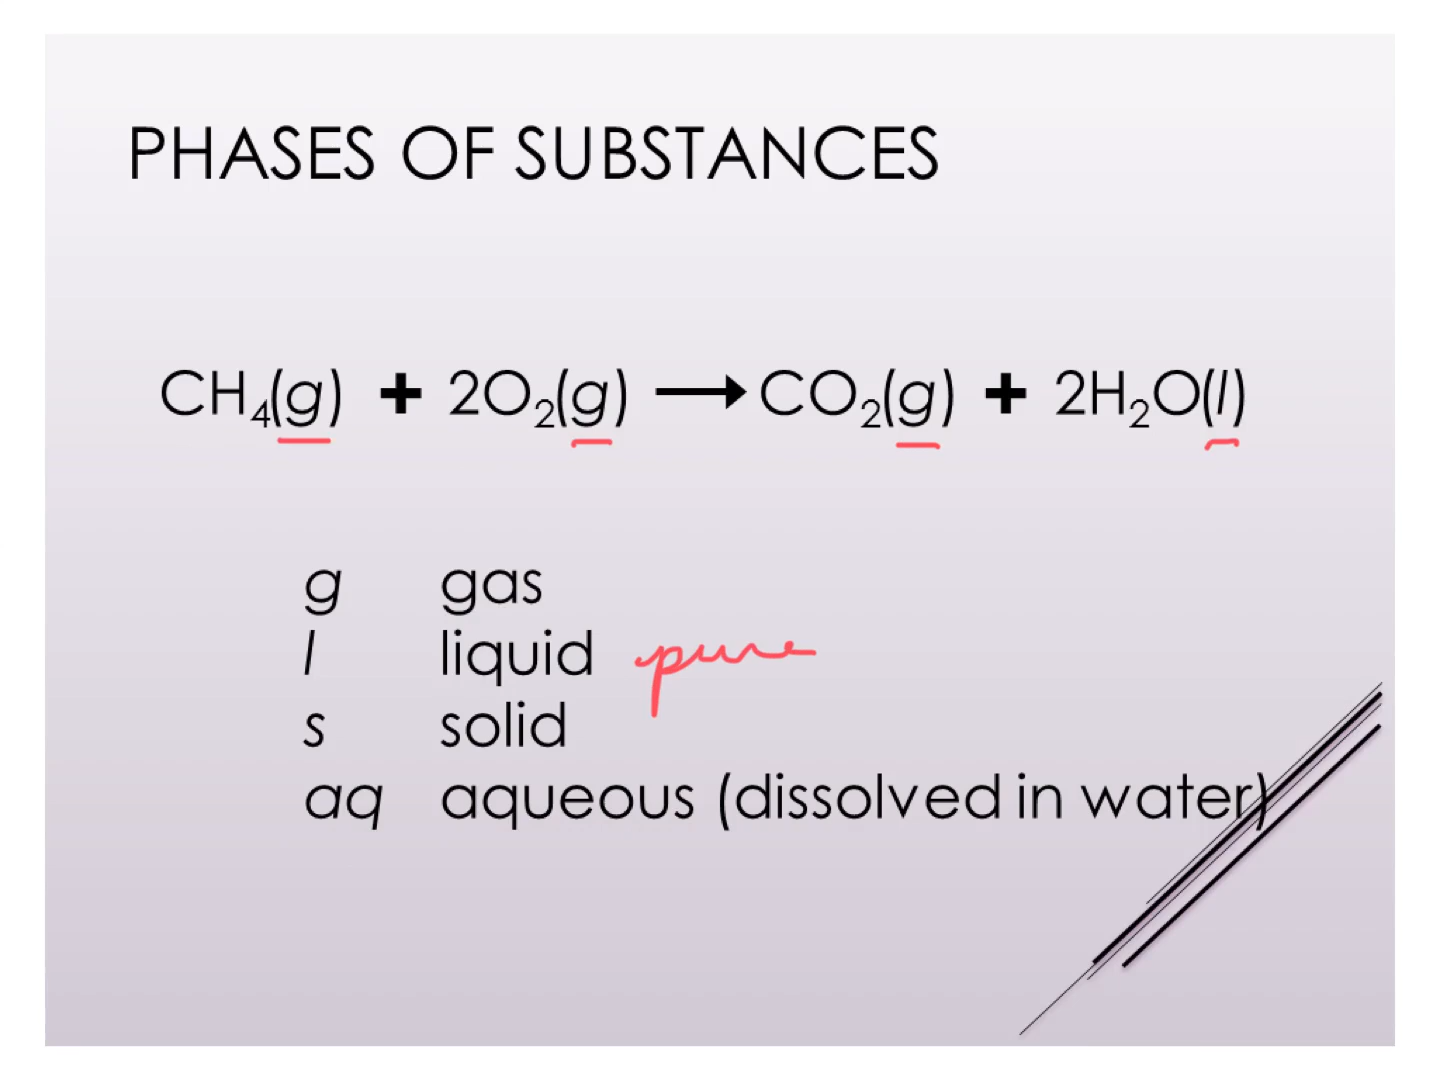 PHASES OF SUBSTANCES
CH₄(g) + 2O₂(g) → CO₂(g) + 2H₂O(l)
g gas
l liquid pure
s solid
aq aqueous (dissolved in water)